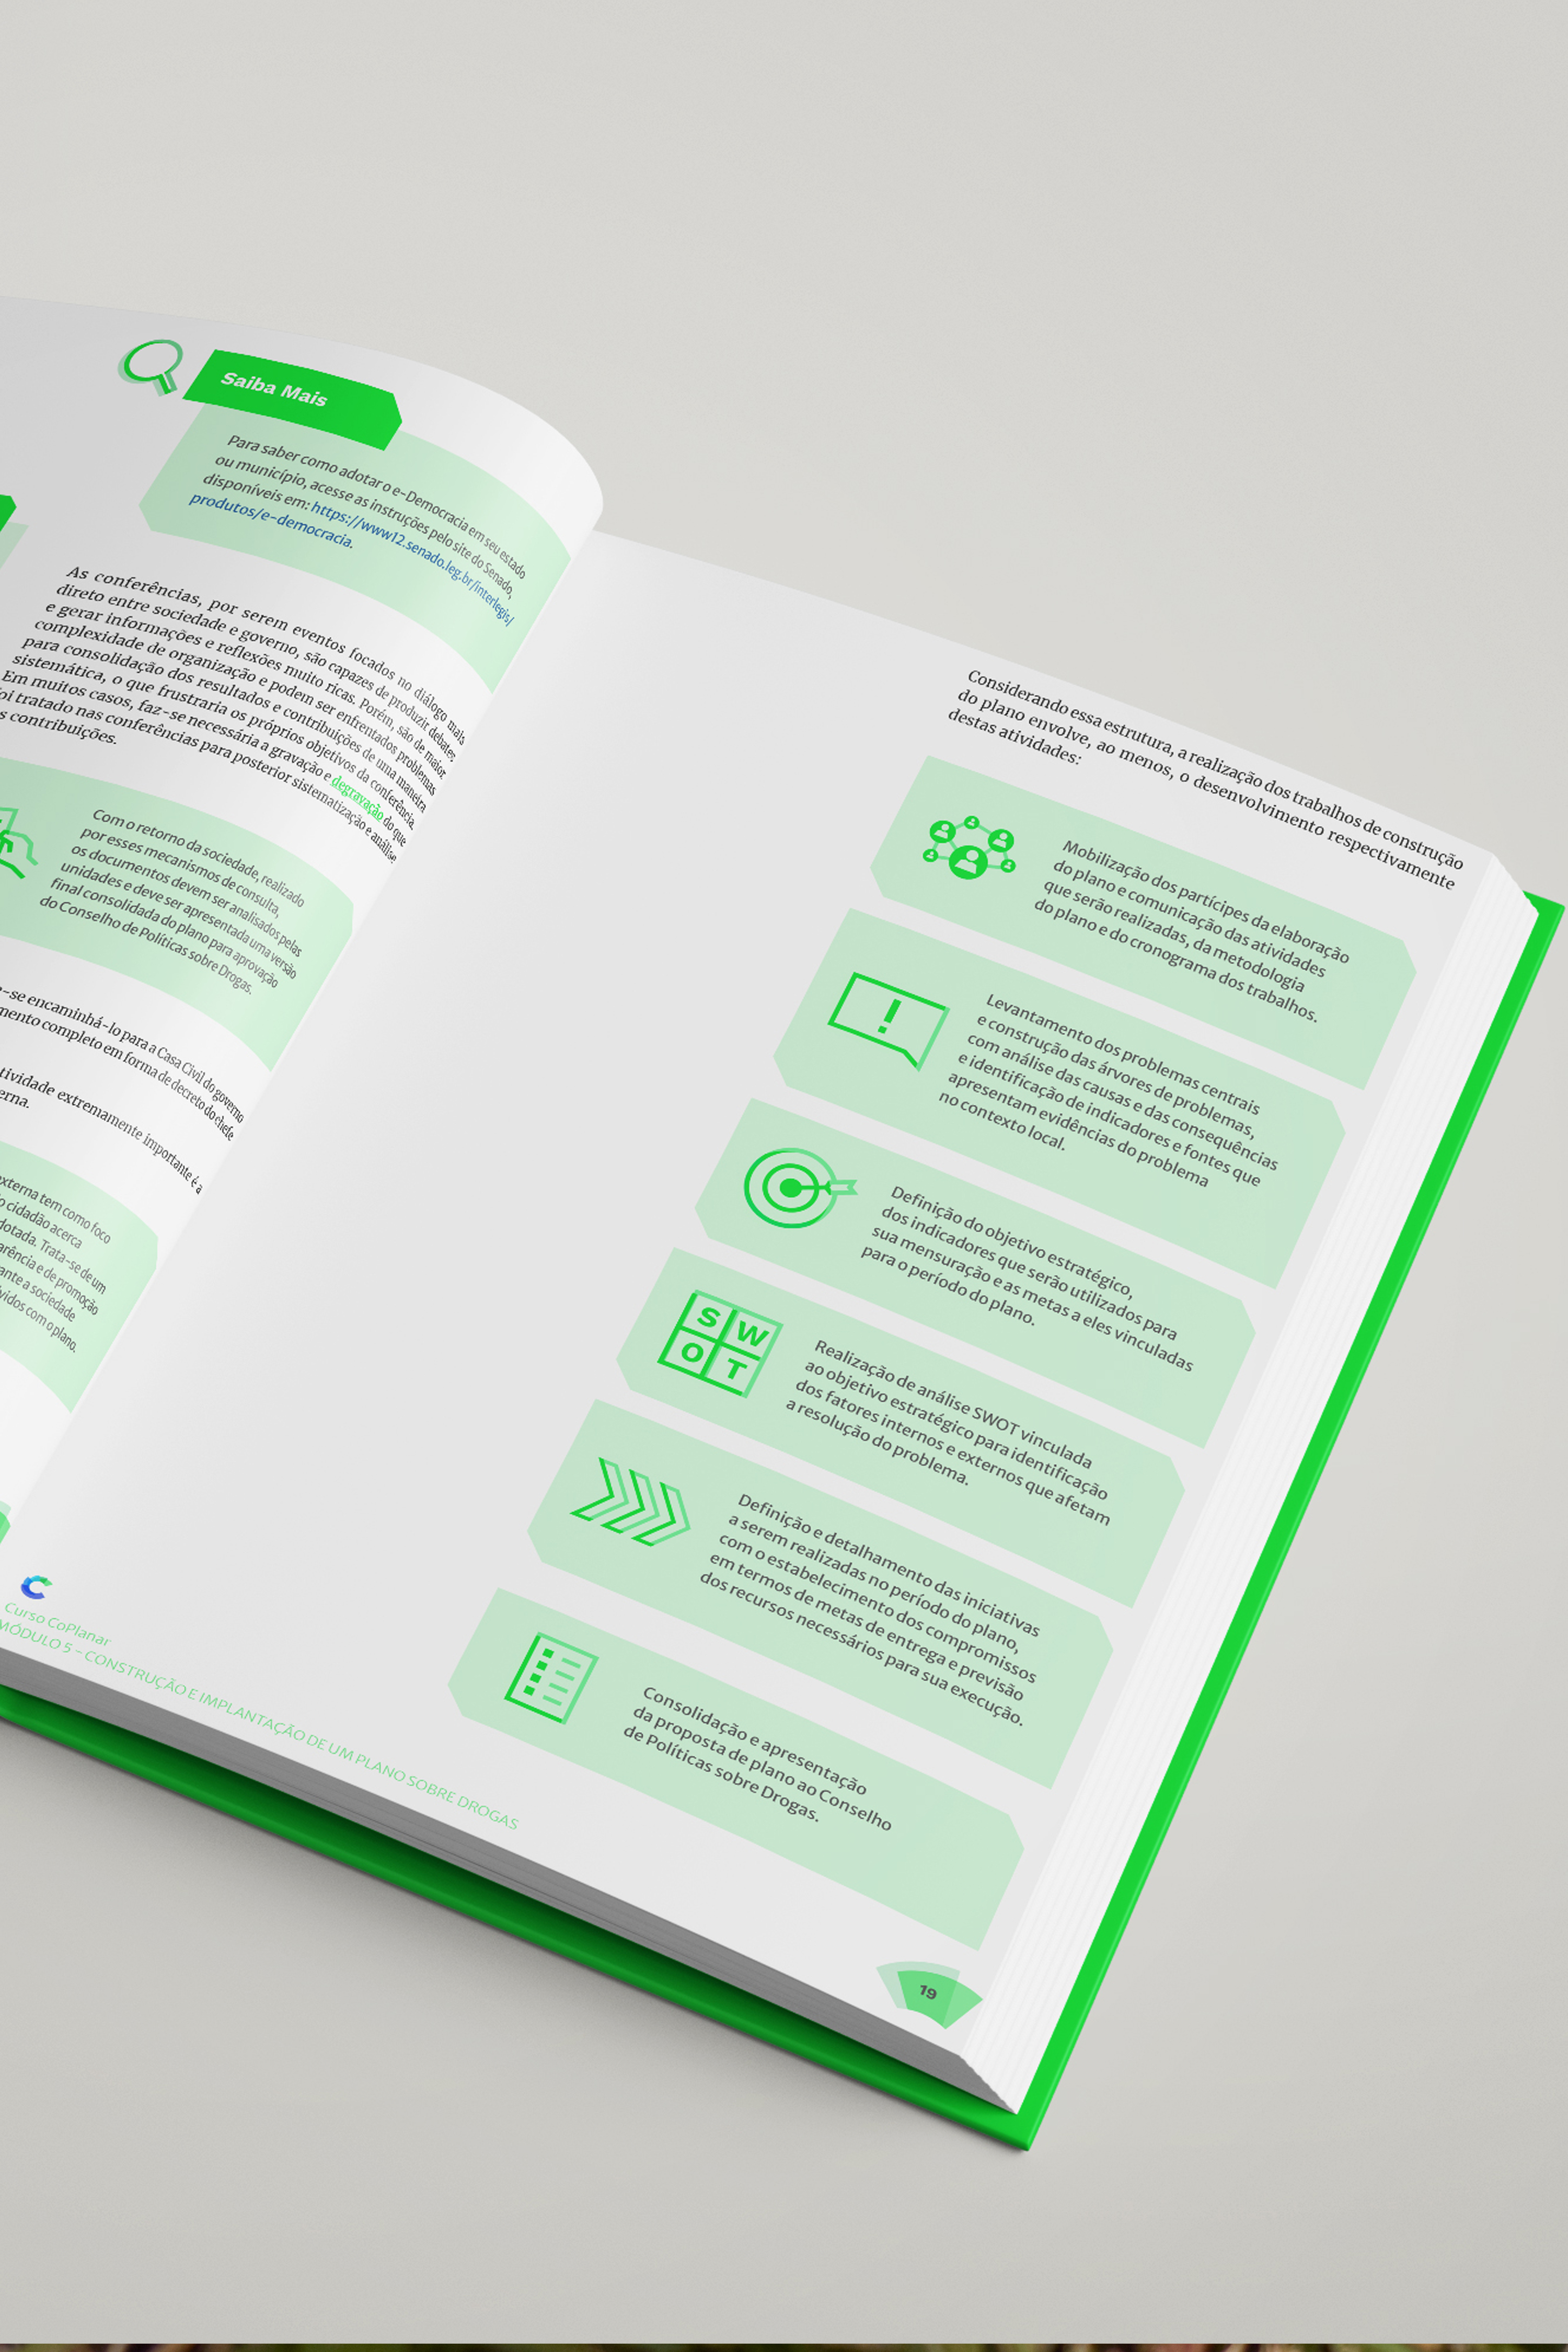 Saiba Mais
Para saber como adotar o e-Democracia em seu estado
ou município, acesse as instruções pelo site do Senado,
disponíveis em: https://www12.senado.leg.br/interlegis/
produtos/e-democracia.
As conferências, por serem eventos focados no diálogo mais
direto entre sociedade e governo, são capazes de produzir debates
e gerar informações e reflexões muito ricas. Porém, são de maior
complexidade de organização e podem ser enfrentados problemas
para consolidação dos resultados e contribuições de uma maneira
sistemática, o que frustraria os próprios objetivos da conferência.
Em muitos casos, faz-se necessária a gravação e degravação do que
foi tratado nas conferências para posterior sistematização e análise
contribuições.
Com o retorno da sociedade, realizado
por esses mecanismos de consulta,
os documentos devem ser analisados pelas
unidades e deve ser apresentada uma versão
final consolidada do plano para aprovação
do Conselho de Políticas sobre Drogas.
-se encaminhá-lo para a Casa Civil do governo
mento completo em forma de decreto do chefe
tividade extremamente importante é a
erna.
xterna tem como foco
o cidadão acerca
dotada. Trata-se de um
arência e de promoção
ante a sociedade
vidos com o plano.
Curso CoPlanar
MÓDULO 5 - CONSTRUÇÃO E IMPLANTAÇÃO DE UM PLANO SOBRE DROGAS
Considerando essa estrutura, a realização dos trabalhos de construção
do plano envolve, ao menos, o desenvolvimento respectivamente
destas atividades:
Mobilização dos partícipes da elaboração
do plano e comunicação das atividades
que serão realizadas, da metodologia
do plano e do cronograma dos trabalhos.
!
Levantamento dos problemas centrais
e construção das árvores de problemas,
com análise das causas e das consequências
e identificação de indicadores e fontes que
apresentam evidências do problema
no contexto local.
Definição do objetivo estratégico,
dos indicadores que serão utilizados para
sua mensuração e as metas a eles vinculadas
para o período do plano.
S W
O T
Realização de análise SWOT vinculada
ao objetivo estratégico para identificação
dos fatores internos e externos que afetam
a resolução do problema.
Definição e detalhamento das iniciativas
a serem realizadas no período do plano,
com o estabelecimento dos compromissos
em termos de metas de entrega e previsão
dos recursos necessários para sua execução.
Consolidação e apresentação
da proposta de plano ao Conselho
de Políticas sobre Drogas.
19